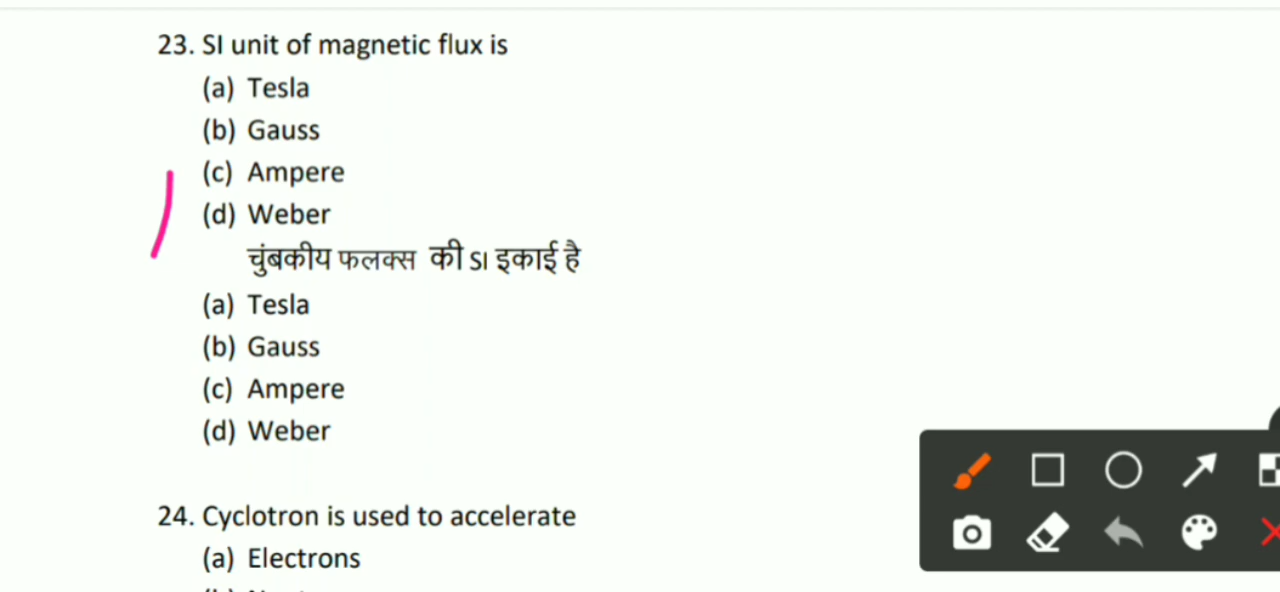 23. SI unit of magnetic flux is
(a) Tesla
(b) Gauss
(c) Ampere
(d) Weber
चुंबकीय फलक्स की SI इकाई है
(a) Tesla
(b) Gauss
(c) Ampere
(d) Weber
24. Cyclotron is used to accelerate
(a) Electrons